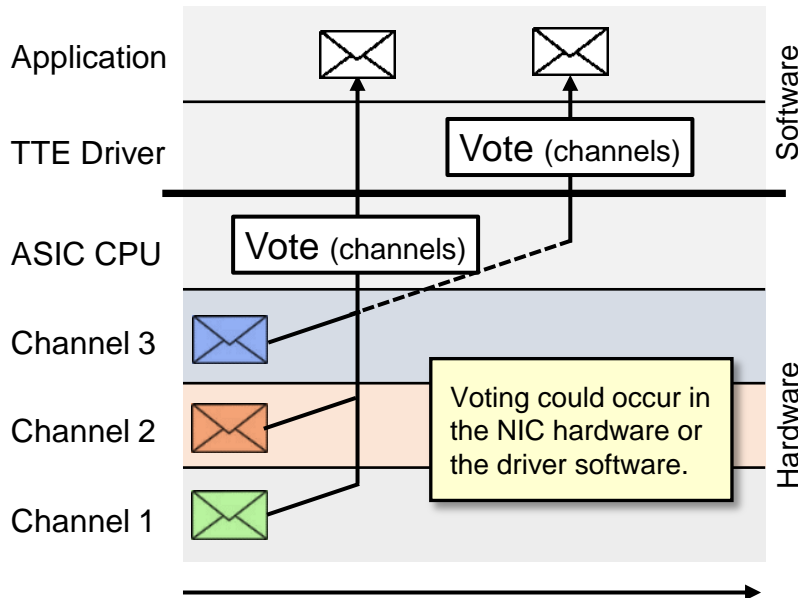 Application
TTE Driver
Vote (channels)
Software
ASIC CPU
Vote (channels)
Channel 3
Channel 2
Channel 1
Voting could occur in
the NIC hardware or
the driver software.
Hardware